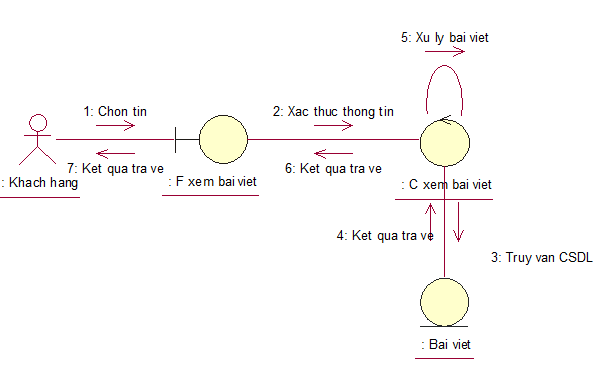 5: Xu ly bai viet
1: Chon tin
2: Xac thuc thong tin
7: Ket qua tra ve
6: Ket qua tra ve
: Khach hang
: F xem bai viet
: C xem bai viet
4: Ket qua tra ve
3: Truy van CSDL
: Bai viet